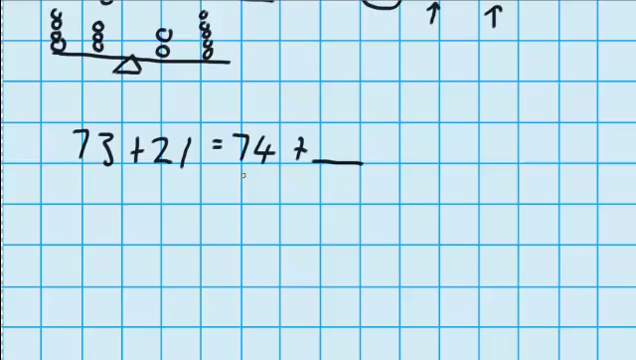 73 + 21 = 74 + ___